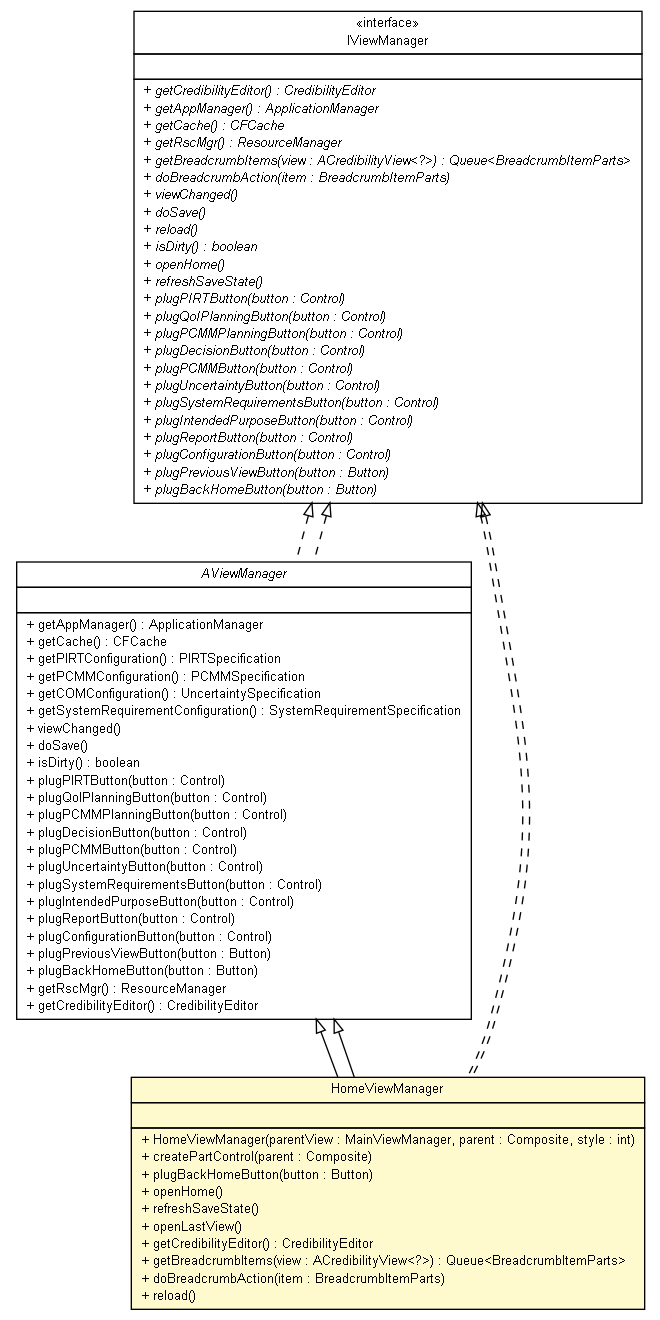 «interface»
IViewManager
+ getCredibilityEditor() : CredibilityEditor
+ getAppManager() : ApplicationManager
+ getCache() : CFCache
+ getRscMgr() : ResourceManager
+ getBreadcrumbItems(view : ACredibilityView<?>) : Queue<BreadcrumbItemParts>
+ doBreadcrumbAction(item : BreadcrumbItemParts)
+ viewChanged()
+ doSave()
+ reload()
+ isDirty() : boolean
+ openHome()
+ refreshSaveState()
+ plugPIRTButton(button : Control)
+ plugQoIPlanningButton(button : Control)
+ plugPCMMPlanningButton(button : Control)
+ plugDecisionButton(button : Control)
+ plugPCMMButton(button : Control)
+ plugUncertaintyButton(button : Control)
+ plugSystemRequirementsButton(button : Control)
+ plugIntendedPurposeButton(button : Control)
+ plugReportButton(button : Control)
+ plugConfigurationButton(button : Control)
+ plugPreviousViewButton(button : Button)
+ plugBackHomeButton(button : Button)
AViewManager
+ getAppManager() : ApplicationManager
+ getCache() : CFCache
+ getPIRTConfiguration() : PIRTSpecification
+ getPCMMConfiguration() : PCMMSpecification
+ getCOMConfiguration() : UncertaintySpecification
+ getSystemRequirementConfiguration() : SystemRequirementSpecification
+ viewChanged()
+ doSave()
+ isDirty() : boolean
+ plugPIRTButton(button : Control)
+ plugQoIPlanningButton(button : Control)
+ plugPCMMPlanningButton(button : Control)
+ plugDecisionButton(button : Control)
+ plugPCMMButton(button : Control)
+ plugUncertaintyButton(button : Control)
+ plugSystemRequirementsButton(button : Control)
+ plugIntendedPurposeButton(button : Control)
+ plugReportButton(button : Control)
+ plugConfigurationButton(button : Control)
+ plugPreviousViewButton(button : Button)
+ plugBackHomeButton(button : Button)
+ getRscMgr() : ResourceManager
+ getCredibilityEditor() : CredibilityEditor
HomeViewManager
+ HomeViewManager(parentView : MainViewManager, parent : Composite, style : int)
+ createPartControl(parent : Composite)
+ plugBackHomeButton(button : Button)
+ openHome()
+ refreshSaveState()
+ openLastView()
+ getCredibilityEditor() : CredibilityEditor
+ getBreadcrumbItems(view : ACredibilityView<?>) : Queue<BreadcrumbItemParts>
+ doBreadcrumbAction(item : BreadcrumbItemParts)
+ reload()